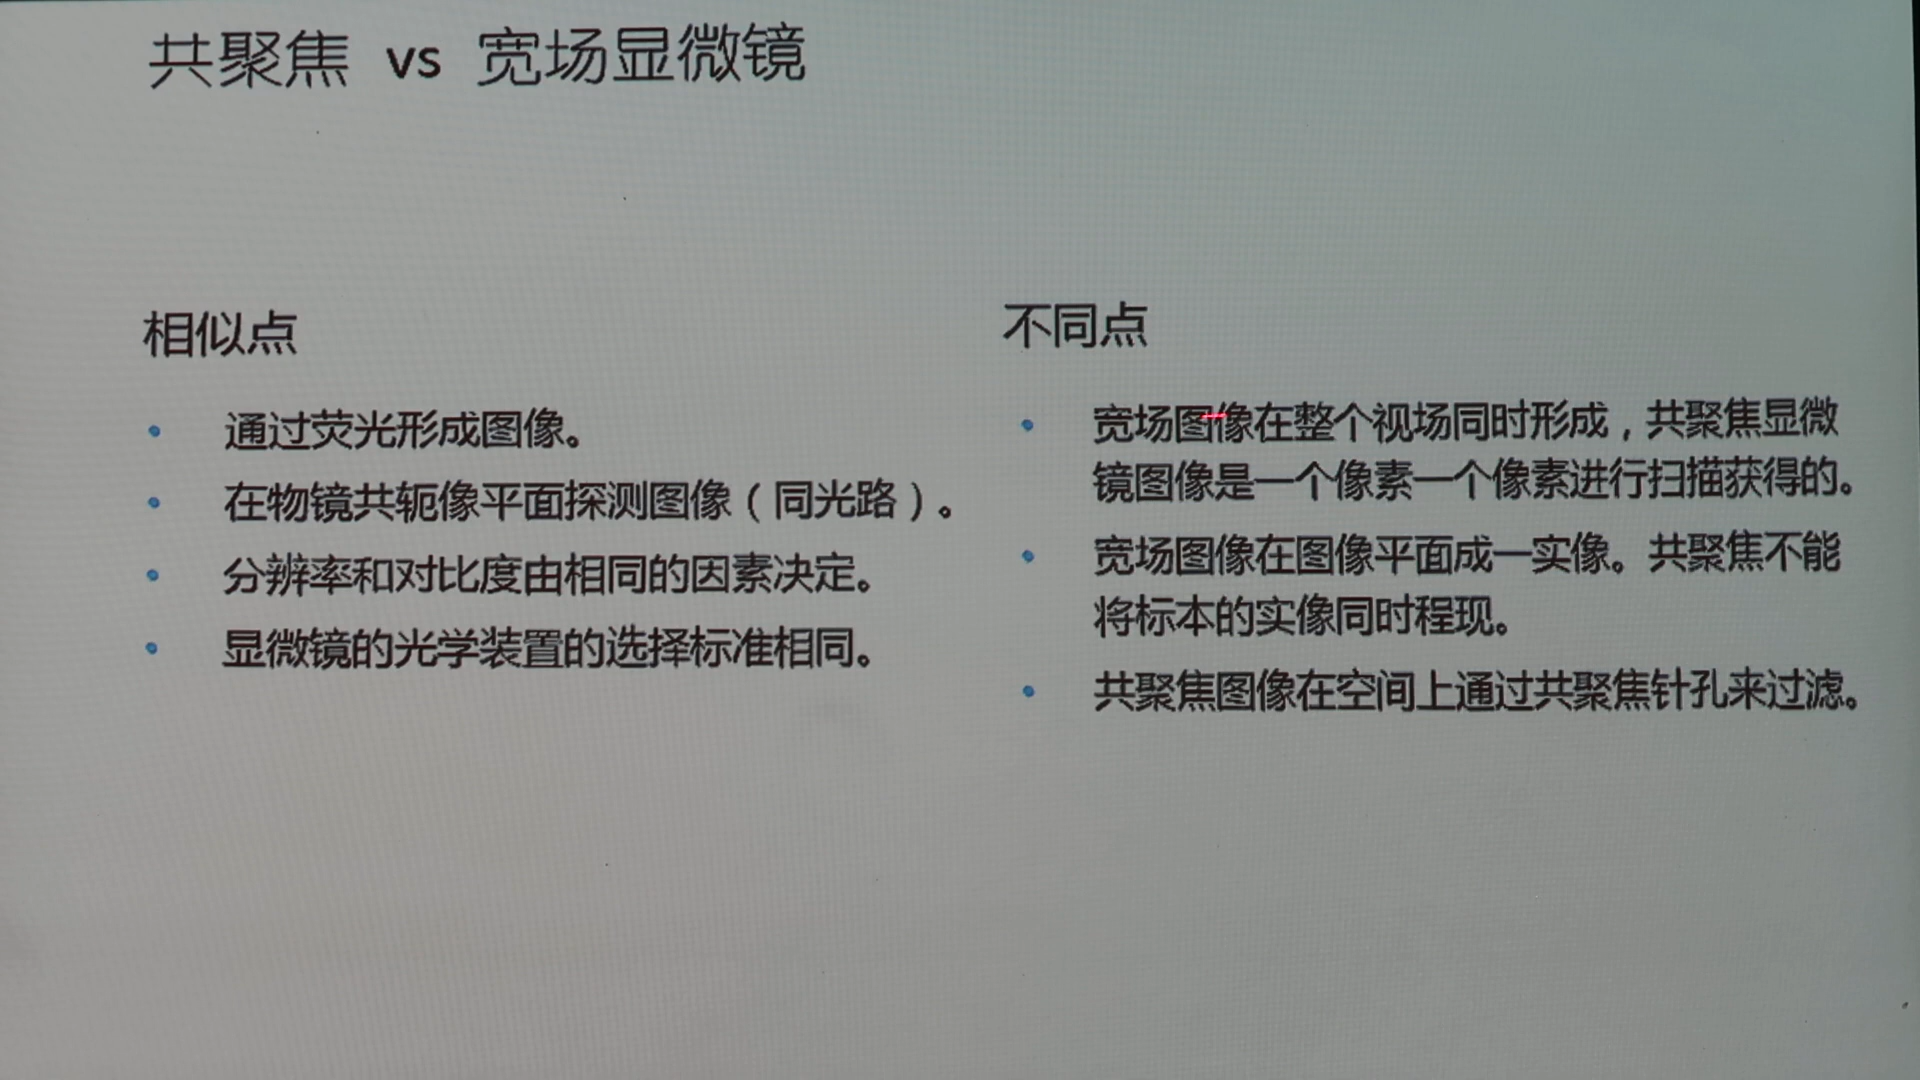 共聚焦 vs 宽场显微镜
相似点
通过荧光形成图像。
在物镜共轭像平面探测图像（同光路）。
分辨率和对比度由相同的因素决定。
显微镜的光学装置的选择标准相同。
不同点
宽场图像在整个视场同时形成，共聚焦显微
镜图像是一个像素一个像素进行扫描获得的。
宽场图像在图像平面成一实像。共聚焦不能
将标本的实像同时程现。
共聚焦图像在空间上通过共聚焦针孔来过滤。